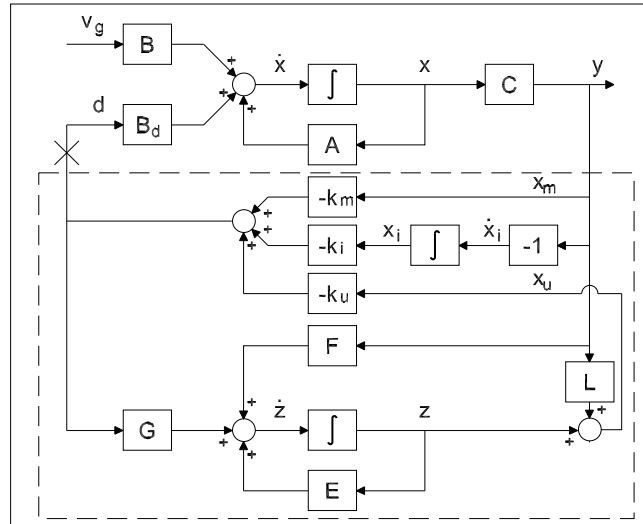 v_g B ẋ ∫ x C y
+ +
d B_d + A
-k_m x_m
+ +
-k_i x_i ∫ ẋ_i -1
+ -k_u x_u
F
L
+ ż z +
G + ∫ +
+ E